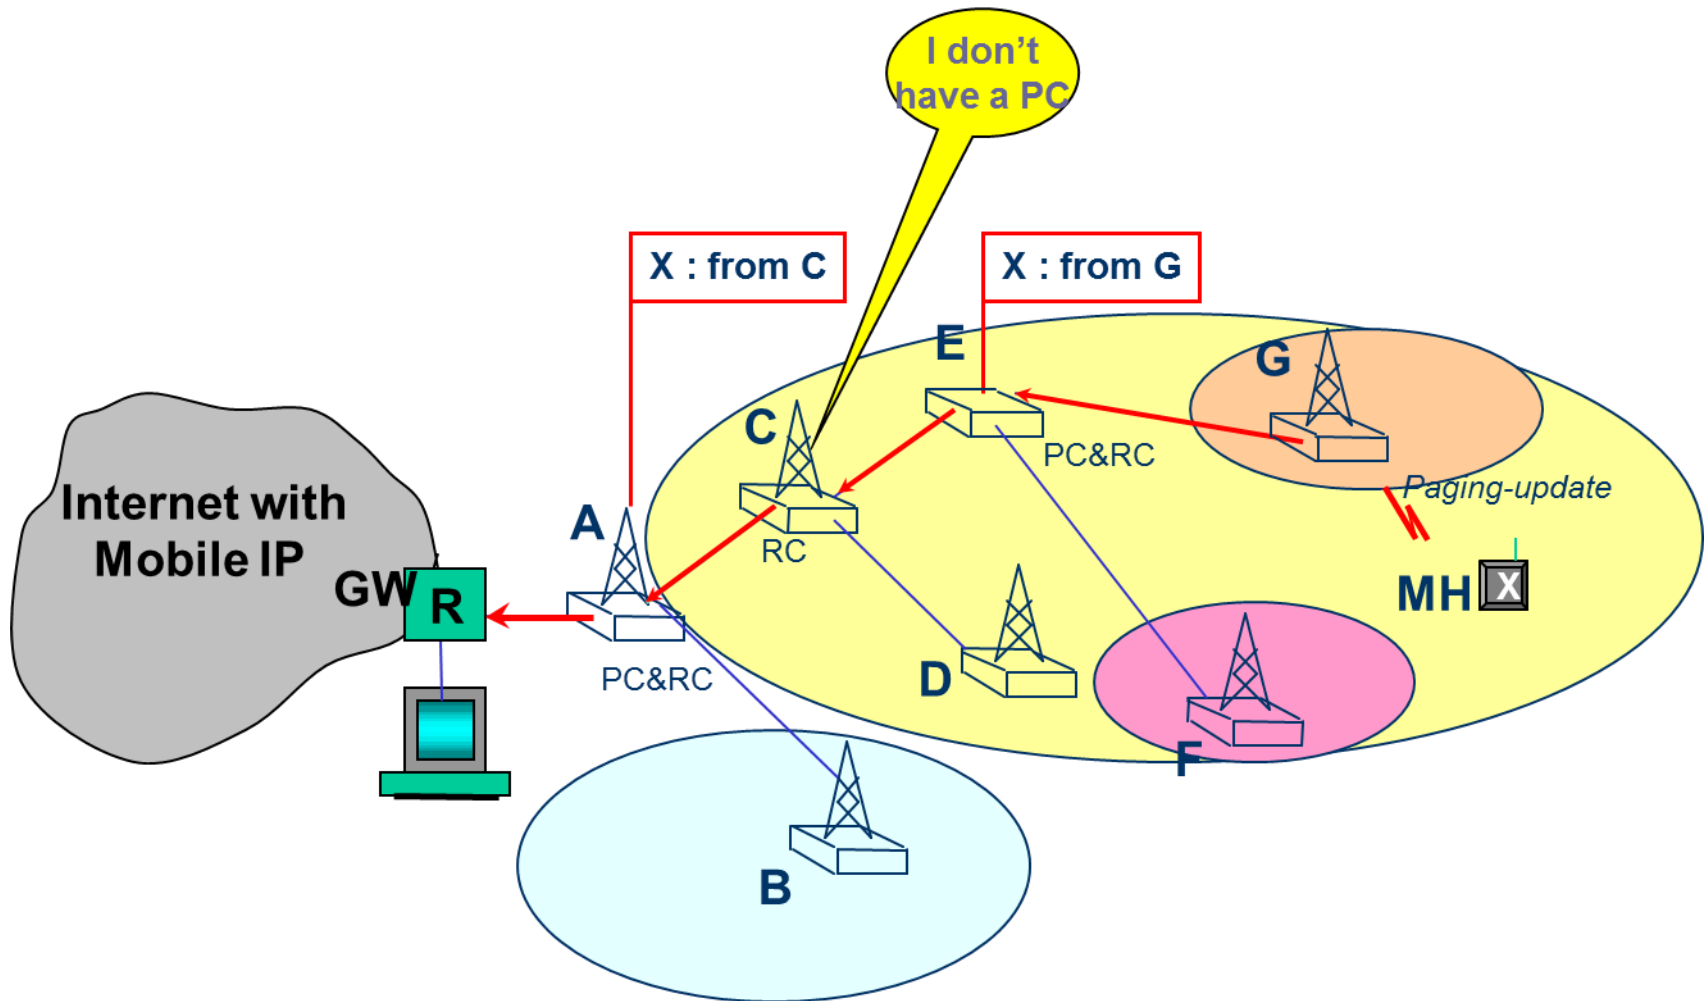 I don't
have a PC
X : from C
X : from G
E
G
C
PC&RC
Paging-update
Internet with
Mobile IP
A
RC
GW
R
MH
X
PC&RC
D
F
B